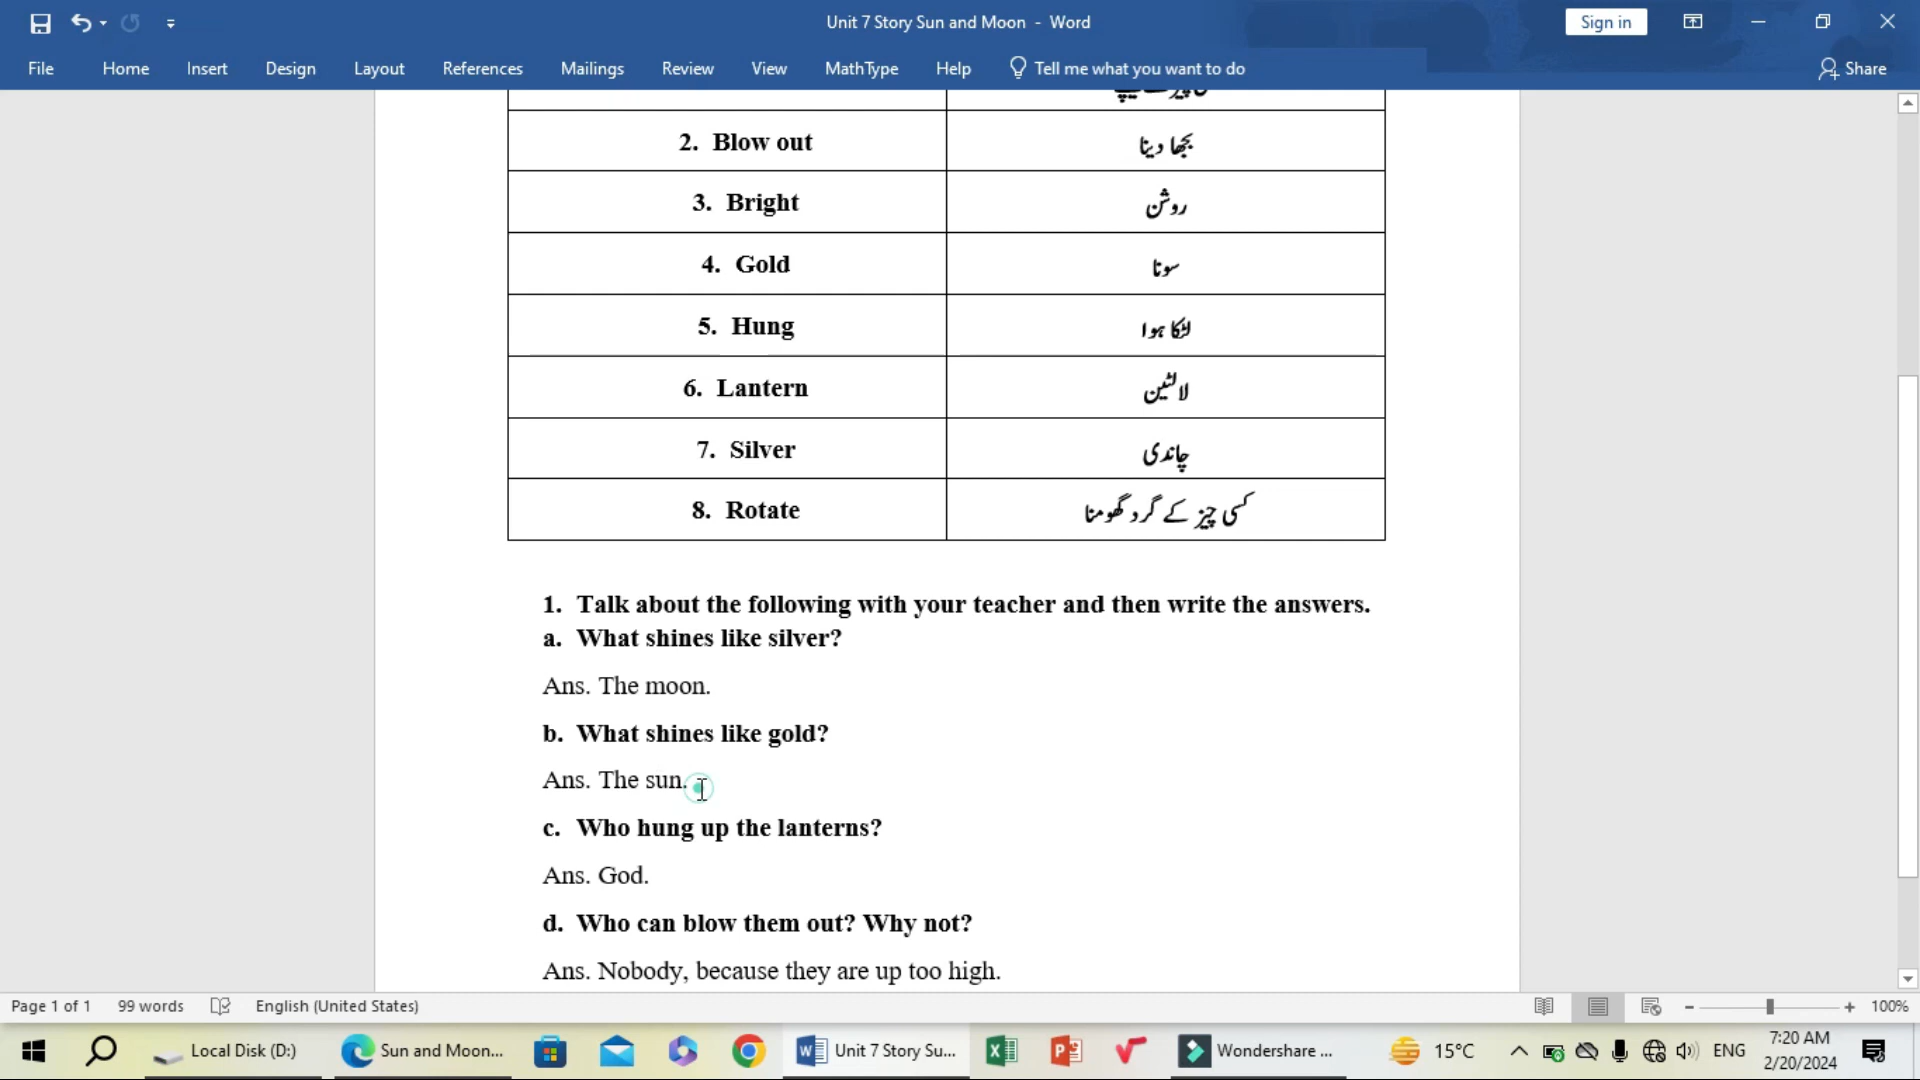 Unit 7 Story Sun and Moon - Word
Sign in
File Home Insert Design Layout References Mailings Review View MathType Help Tell me what you want to do Share
2. Blow out بجھا دینا
3. Bright روشن
4. Gold سونا
5. Hung لٹکا ہوا
6. Lantern لالٹین
7. Silver چاندی
8. Rotate کسی چیز کے گرد گھومنا
1. Talk about the following with your teacher and then write the answers.
a. What shines like silver?
Ans. The moon.
b. What shines like gold?
Ans. The sun.
c. Who hung up the lanterns?
Ans. God.
d. Who can blow them out? Why not?
Ans. Nobody, because they are up too high.
Page 1 of 1 99 words English (United States) 100%
Local Disk (D:) Sun and Moon... Unit 7 Story Su... Wondershare ... 15°C ENG 7:20 AM
2/20/2024